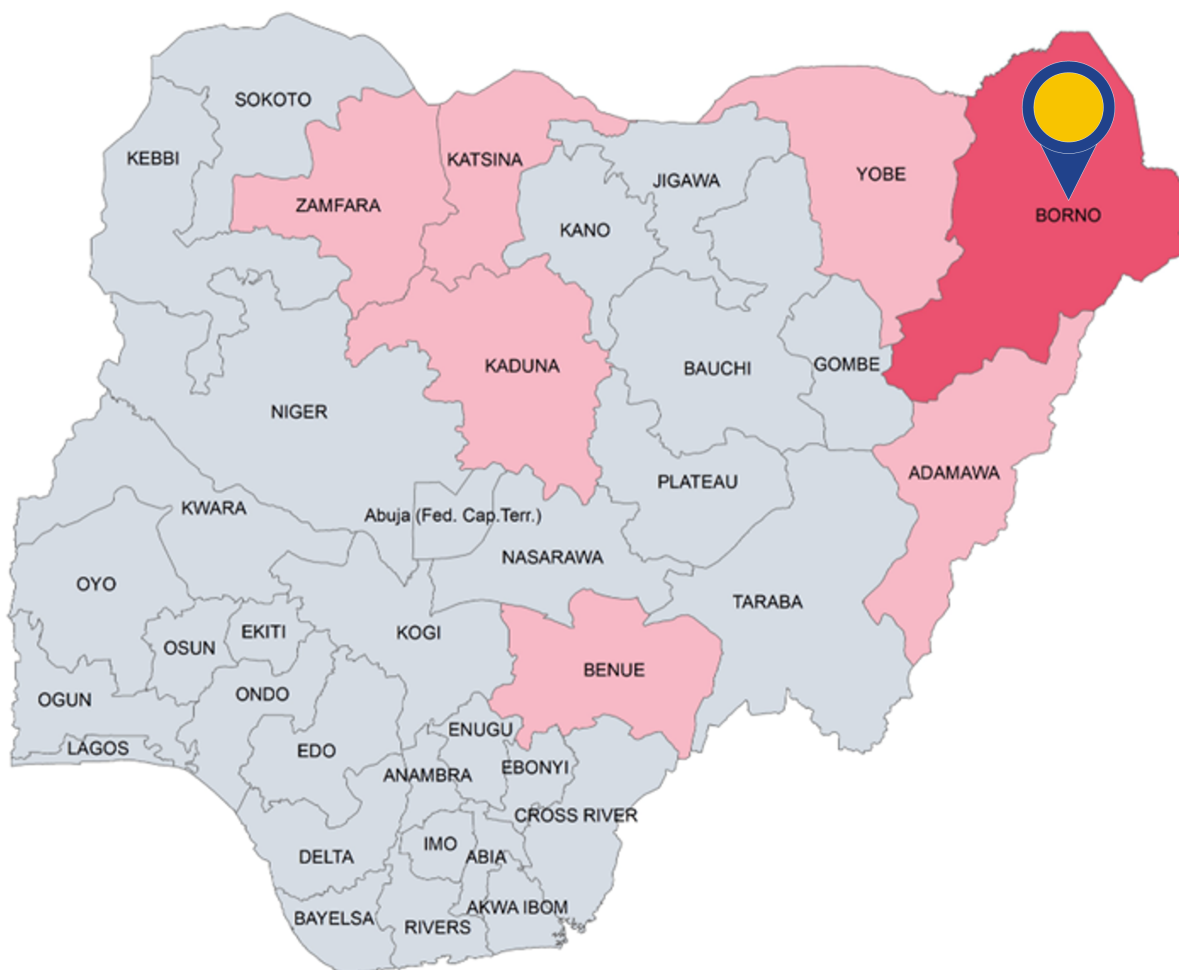 SOKOTO
KEBBI
KATSINA
ZAMFARA
JIGAWA
YOBE
BORNO
KANO
KADUNA
BAUCHI
GOMBE
NIGER
ADAMAWA
PLATEAU
KWARA
Abuja (Fed. Cap.Terr.)
NASARAWA
OYO
TARABA
EKITI
KOGI
OSUN
BENUE
OGUN
ONDO
ENUGU
LAGOS
EDO
EBONYI
ANAMBRA
CROSS RIVER
IMO
ABIA
DELTA
AKWA IBOM
BAYELSA
RIVERS